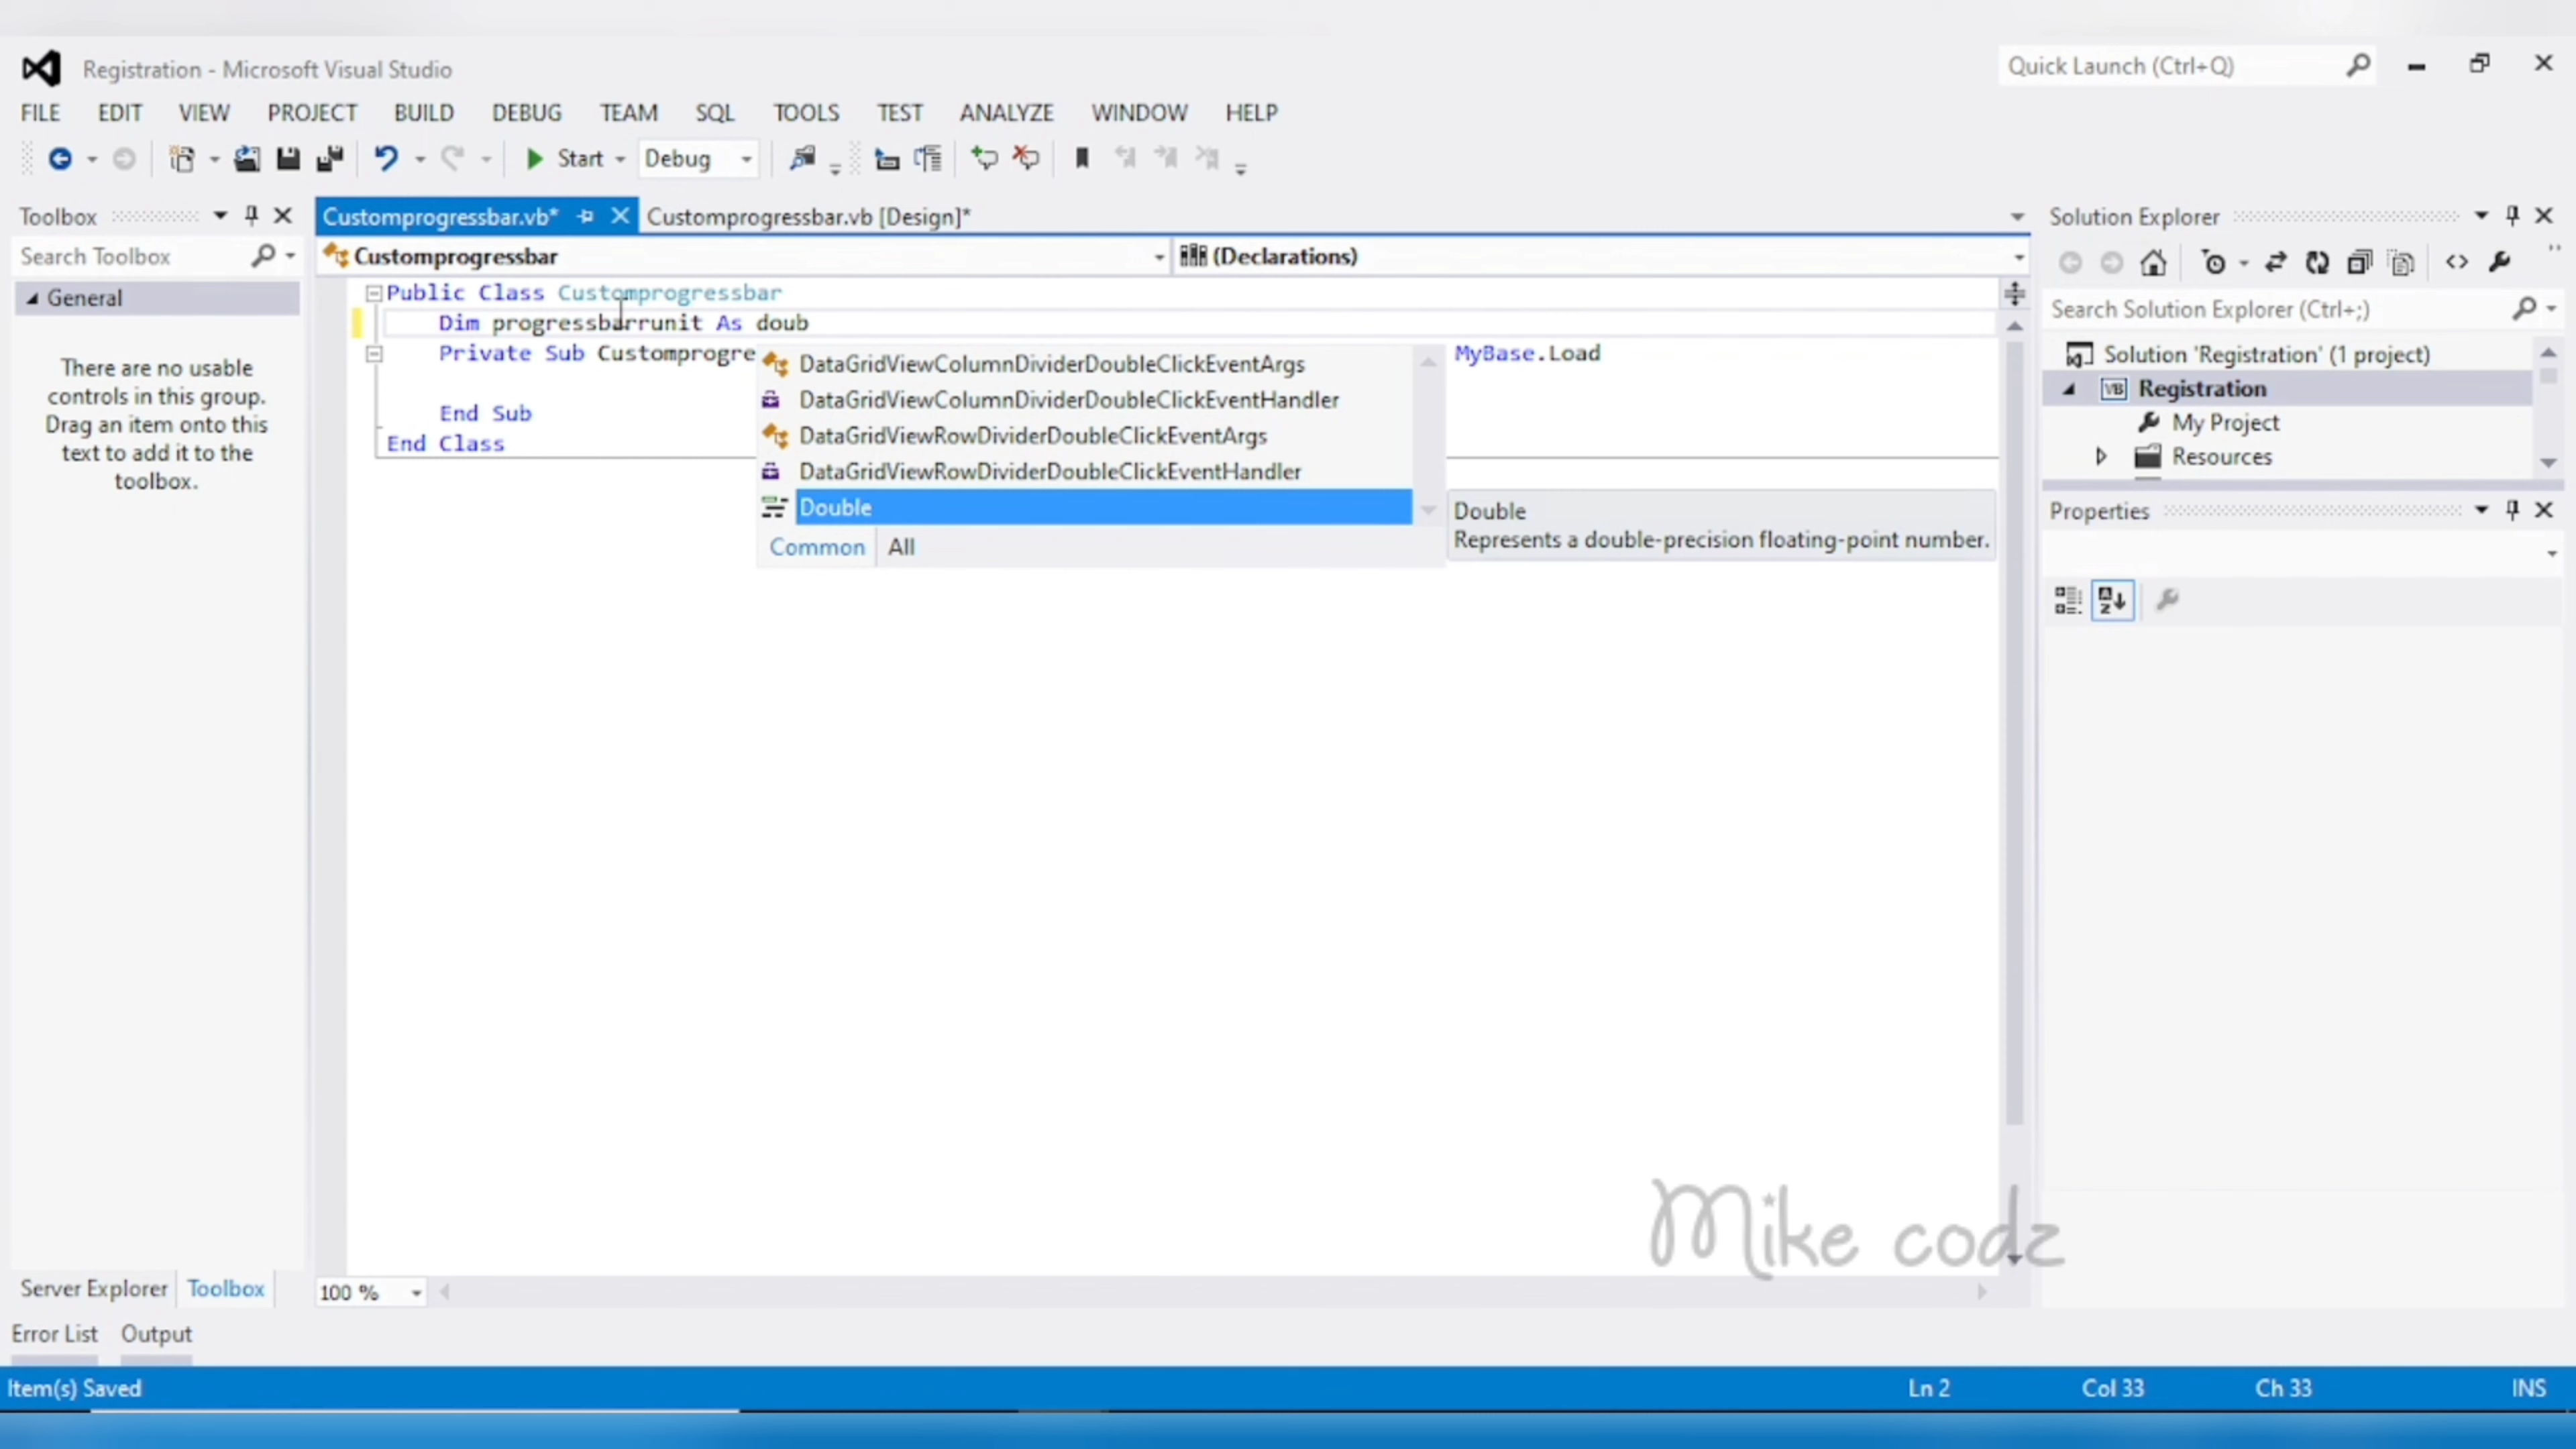 Registration - Microsoft Visual Studio
Quick Launch (Ctrl+Q)
FILE EDIT VIEW PROJECT BUILD DEBUG TEAM SQL TOOLS TEST ANALYZE WINDOW HELP
Start Debug
Toolbox
Customprogressbar.vb* Customprogressbar.vb [Design]*
Solution Explorer
Search Toolbox
Customprogressbar (Declarations)
General
Public Class Customprogressbar
Search Solution Explorer (Ctrl+;)
Dim progressbarrunit As doub
Private Sub Customprogre MyBase.Load
End Sub
End Class
There are no usable
controls in this group.
Drag an item onto this
text to add it to the
toolbox.
DataGridViewColumnDividerDoubleClickEventArgs
DataGridViewColumnDividerDoubleClickEventHandler
DataGridViewRowDividerDoubleClickEventArgs
DataGridViewRowDividerDoubleClickEventHandler
Double
Common All
Double
Represents a double-precision floating-point number.
Solution 'Registration' (1 project)
VB Registration
My Project
Resources
Properties
Mike codz
Server Explorer Toolbox
100 %
Error List Output
Item(s) Saved Ln 2 Col 33 Ch 33 INS